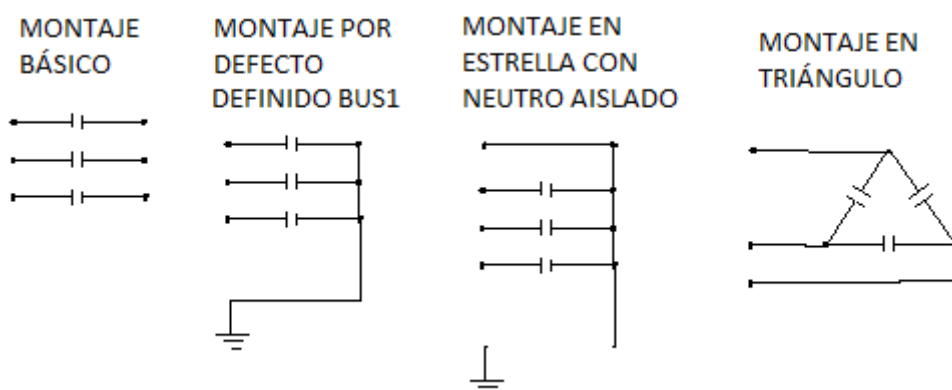 MONTAJE
BÁSICO
MONTAJE POR
DEFECTO
DEFINIDO BUS1
MONTAJE EN
ESTRELLA CON
NEUTRO AISLADO
MONTAJE EN
TRIÁNGULO